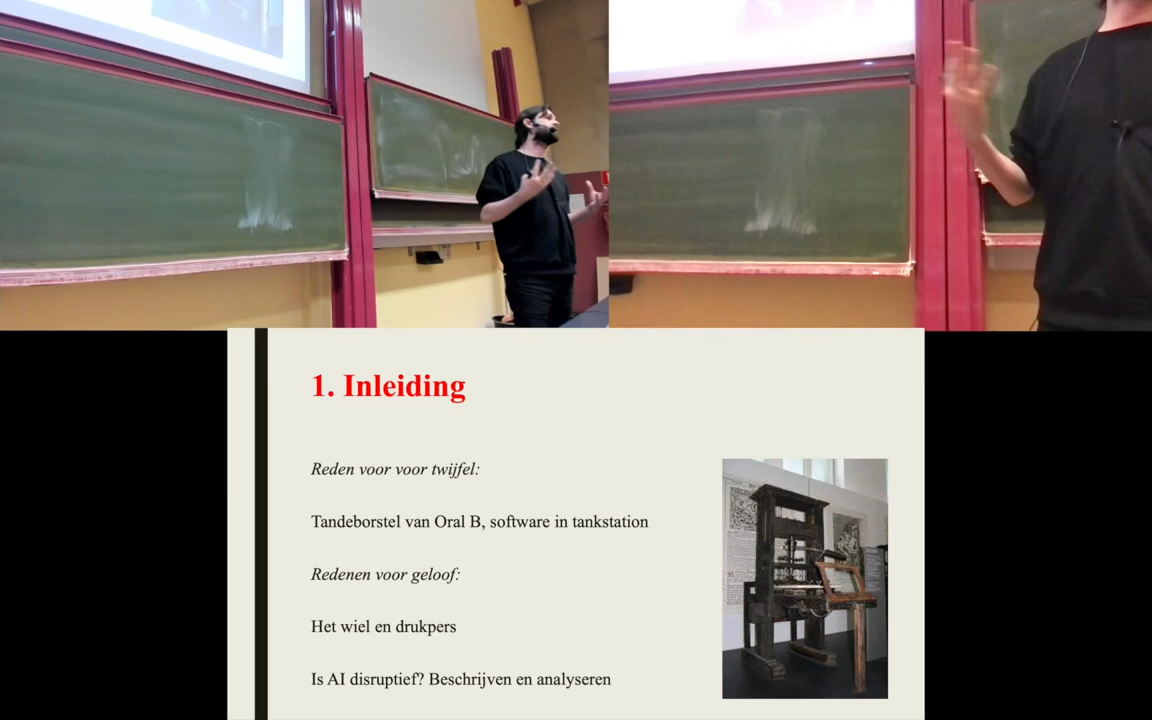 1. Inleiding
Reden voor voor twijfel:
Tandeborstel van Oral B, software in tankstation
Redenen voor geloof:
Het wiel en drukpers
Is AI disruptief? Beschrijven en analyseren